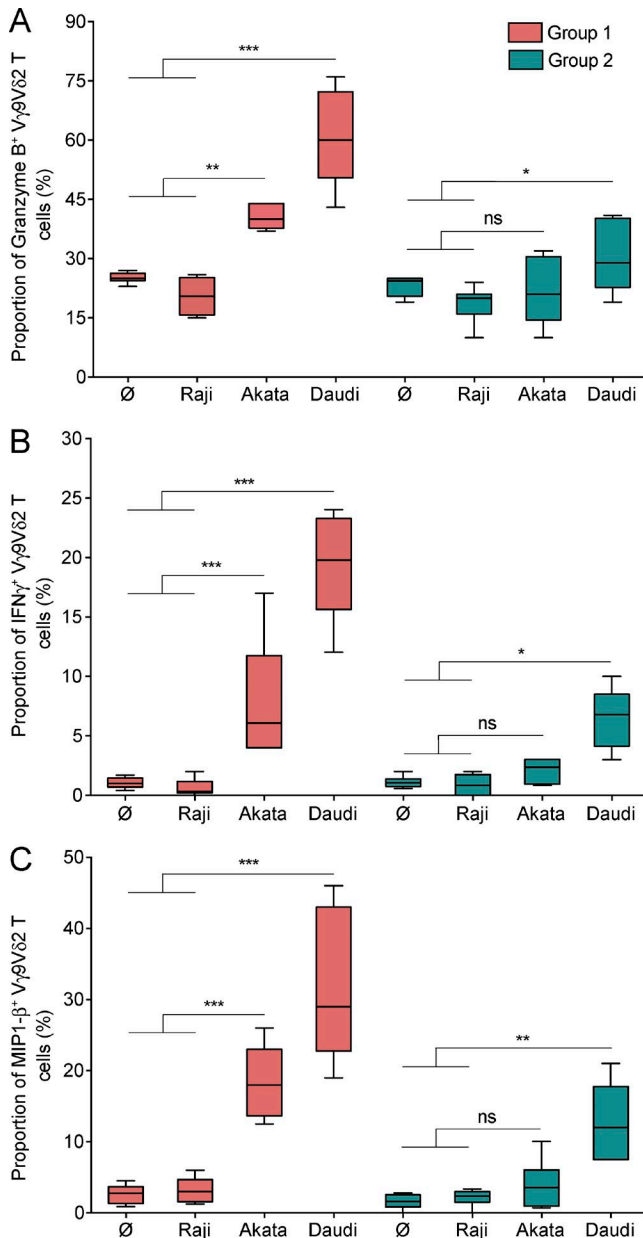 A
Proportion of Granzyme B⁺ Vγ9Vδ2 T
cells (%)
90
75
60
45
30
15
0
Group 1
Group 2
***
**
*
ns
Ø Raji Akata Daudi Ø Raji Akata Daudi
B
Proportion of IFNγ⁺ Vγ9Vδ2 T
cells (%)
30
25
20
15
10
5
0
***
***
*
ns
Ø Raji Akata Daudi Ø Raji Akata Daudi
C
Proportion of MIP1-β⁺ Vγ9Vδ2 T
cells (%)
50
40
30
20
10
0
***
***
**
ns
Ø Raji Akata Daudi Ø Raji Akata Daudi